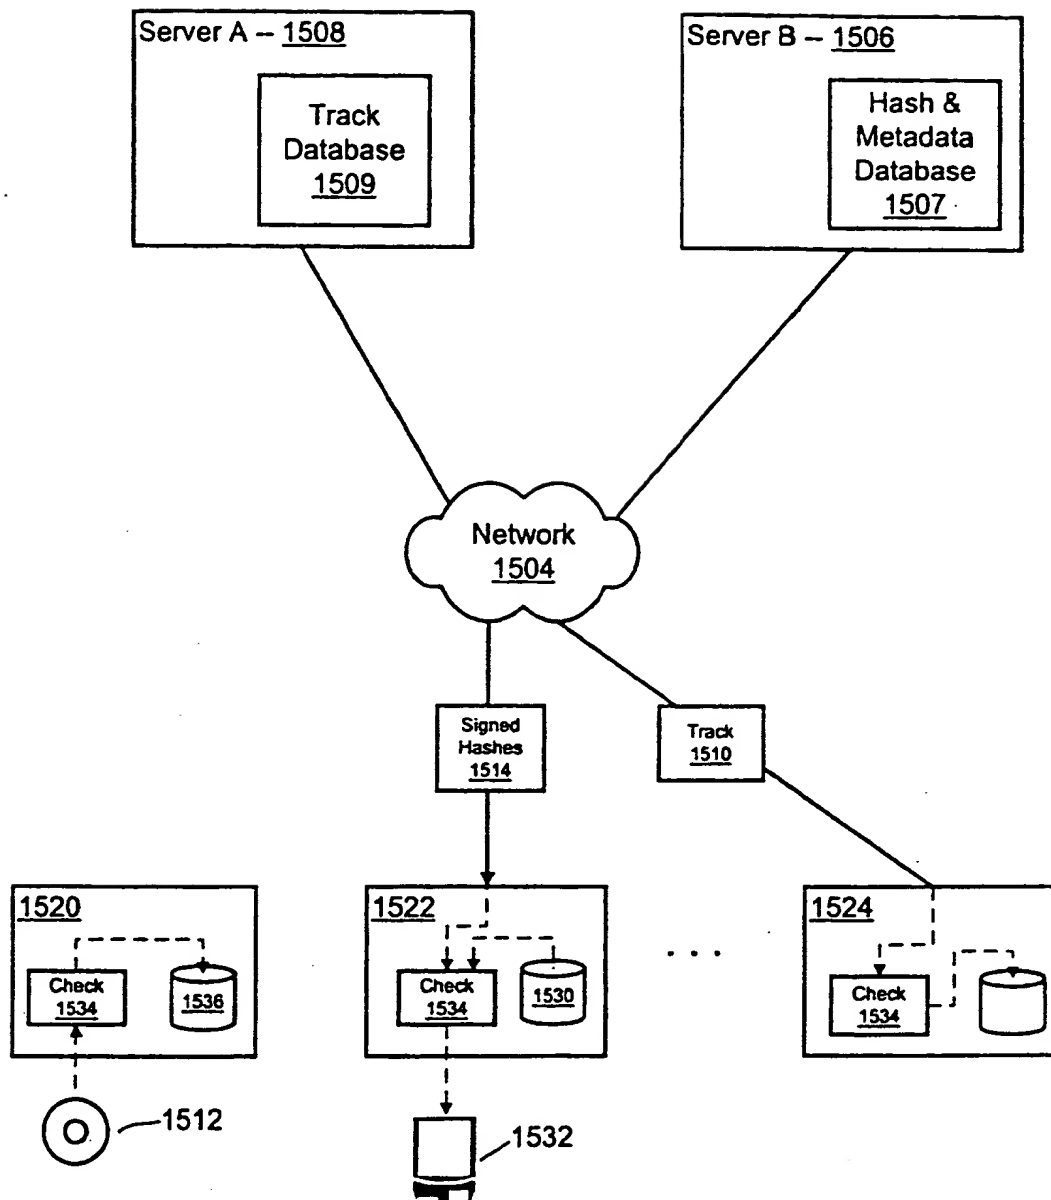 Server A – 1508
Track
Database
1509
Server B – 1506
Hash &
Metadata
Database
1507
Network
1504
Signed
Hashes
1514
Track
1510
1520
Check
1534
1536
1512
1522
Check
1534
1530
1532
. . .
1524
Check
1534